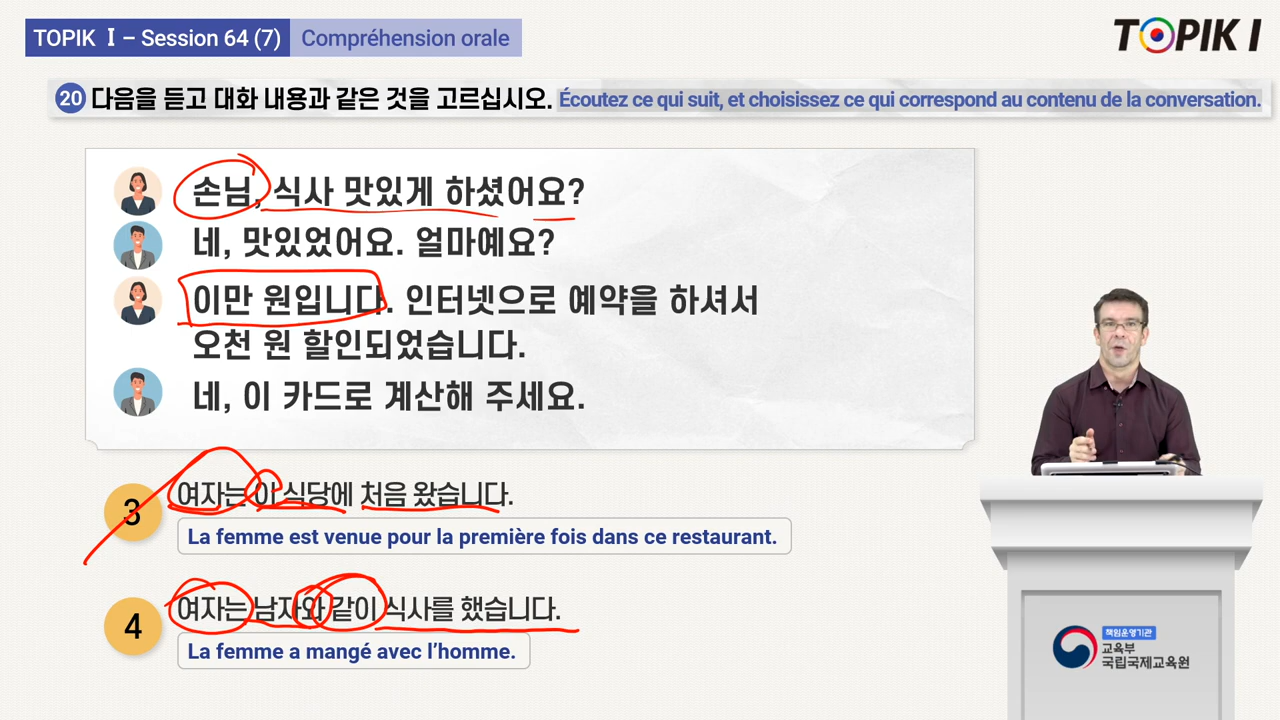 TOPIK Ⅰ – Session 64 (7) Compréhension orale
TOPIK I
20 다음을 듣고 대화 내용과 같은 것을 고르십시오. Écoutez ce qui suit, et choisissez ce qui correspond au contenu de la conversation.
손님, 식사 맛있게 하셨어요?
네, 맛있었어요. 얼마예요?
이만 원입니다. 인터넷으로 예약을 하셔서
오천 원 할인되었습니다.
네, 이 카드로 계산해 주세요.
3 여자는 이 식당에 처음 왔습니다.
La femme est venue pour la première fois dans ce restaurant.
4 여자는 남자와 같이 식사를 했습니다.
La femme a mangé avec l’homme.
책임운영기관
교육부
국립국제교육원